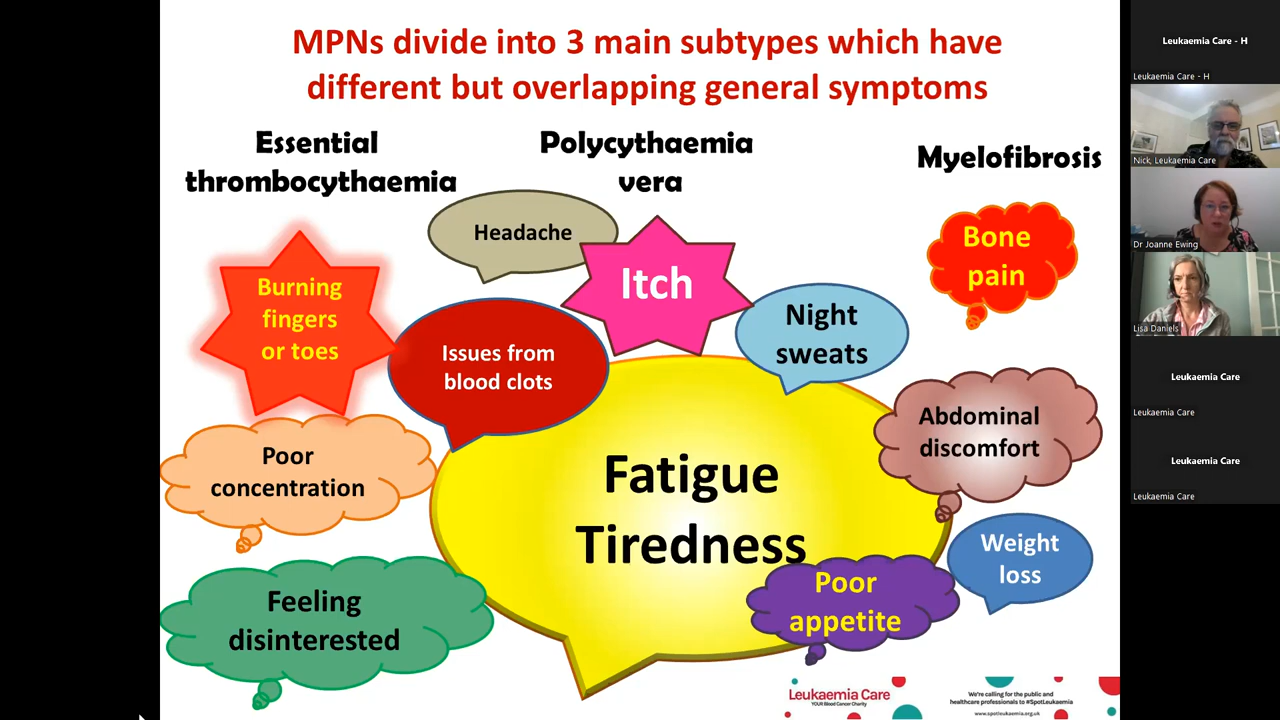 MPNs divide into 3 main subtypes which have
different but overlapping general symptoms
Essential
thrombocythaemia
Polycythaemia
vera
Myelofibrosis
Headache
Itch
Bone
pain
Burning
fingers
or toes
Issues from
blood clots
Night
sweats
Abdominal
discomfort
Poor
concentration
Fatigue
Tiredness
Weight
loss
Poor
appetite
Feeling
disinterested
Leukaemia Care
YOUR Blood Cancer Charity
We're calling for the public and
healthcare professionals to #SpotLeukaemia
www.spotleukaemia.org.uk
Leukaemia Care - H
Leukaemia Care - H
Nick, Leukaemia Care
Dr Joanne Ewing
Lisa Daniels
Leukaemia Care
Leukaemia Care
Leukaemia Care
Leukaemia Care